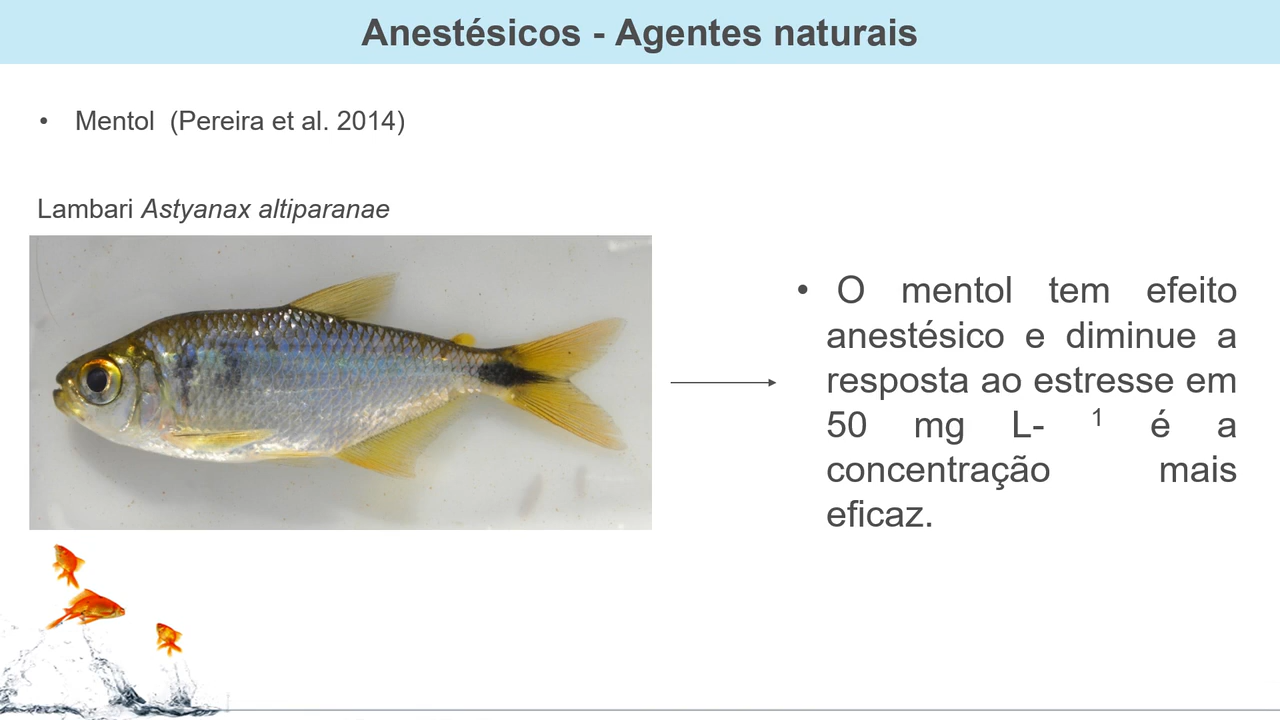 Anestésicos - Agentes naturais
• Mentol (Pereira et al. 2014)
Lambari Astyanax altiparanae
• O mentol tem efeito
anestésico e diminue a
resposta ao estresse em
50 mg L- ¹ é a
concentração mais
eficaz.